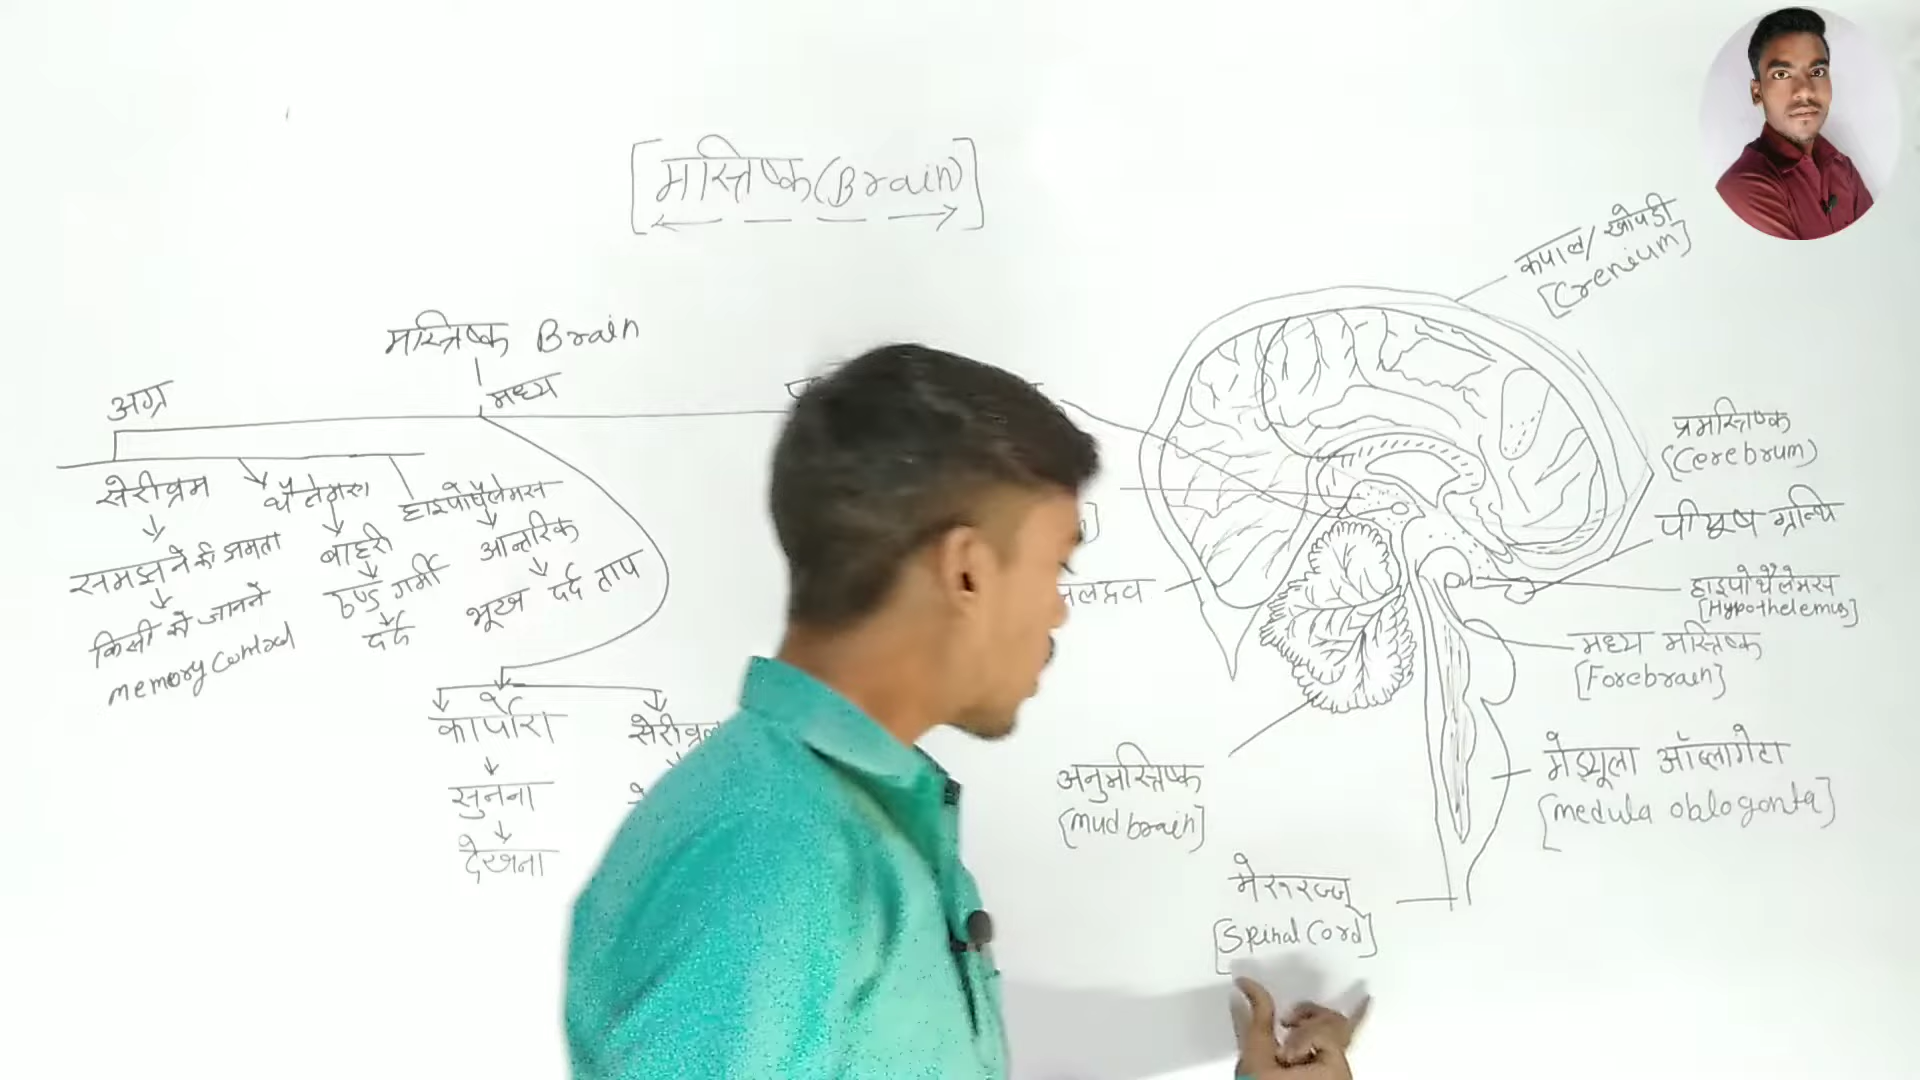 [मस्तिष्क (Brain)]
मस्तिष्क Brain
अग्र
मध्य
सेरीब्रम
थैलेमस
हाइपोथैलेमस
समझने की क्षमता
बाहरी
आन्तरिक
किसी को जानने
ठण्ड गर्मी
भूख दर्द ताप
memory control
दर्द
कार्पोरा
सुनना
देखना
कपाल/खोपडी
[Crenium]
प्रमस्तिष्क
(Cerebrum)
पीयूष ग्रन्थि
हाइपोथैलेमस
[Hypothelemus]
मध्य मस्तिष्क
[Forebrain]
मेड्यूला ऑब्लागेटा
[medula oblogonta]
अनुमस्तिष्क
[mudbrain]
मेरुरज्जु
[Spinal Cord]